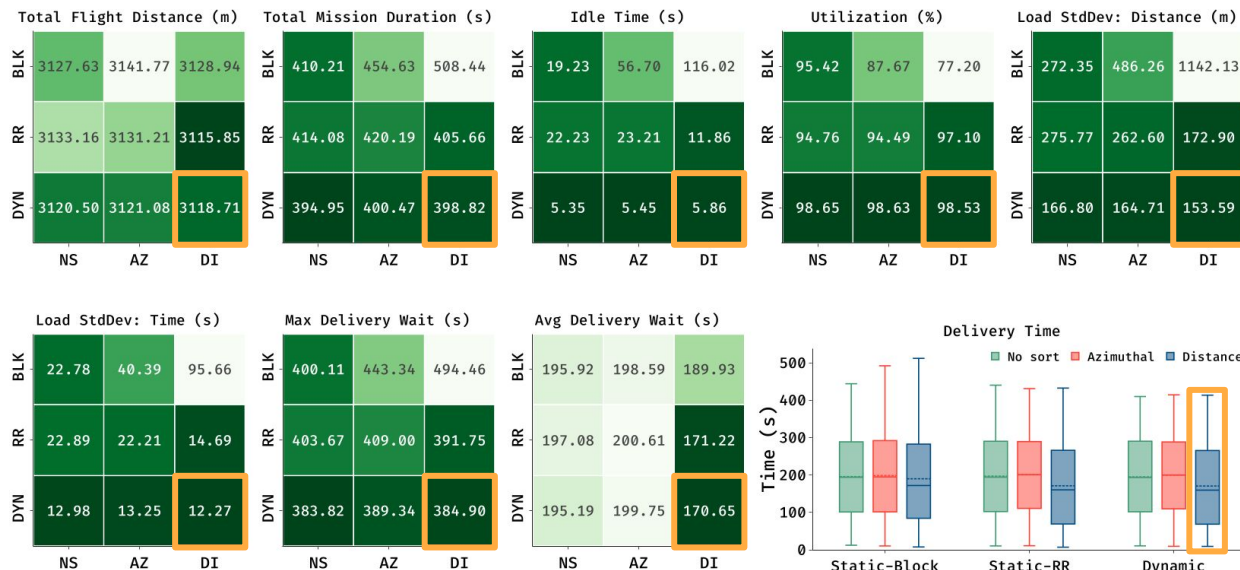 Total Flight Distance (m)
BLK 3127.63 3141.77 3128.94
RR 3133.16 3131.21 3115.85
DYN 3120.50 3121.08 3118.71
NS AZ DI
Total Mission Duration (s)
BLK 410.21 454.63 508.44
RR 414.08 420.19 405.66
DYN 394.95 400.47 398.82
NS AZ DI
Idle Time (s)
BLK 19.23 56.70 116.02
RR 22.23 23.21 11.86
DYN 5.35 5.45 5.86
NS AZ DI
Utilization (%)
BLK 95.42 87.67 77.20
RR 94.76 94.49 97.10
DYN 98.65 98.63 98.53
NS AZ DI
Load StdDev: Distance (m)
BLK 272.35 486.26 1142.13
RR 275.77 262.60 172.90
DYN 166.80 164.71 153.59
NS AZ DI
Load StdDev: Time (s)
BLK 22.78 40.39 95.66
RR 22.89 22.21 14.69
DYN 12.98 13.25 12.27
NS AZ DI
Max Delivery Wait (s)
BLK 400.11 443.34 494.46
RR 403.67 409.00 391.75
DYN 383.82 389.34 384.90
NS AZ DI
Avg Delivery Wait (s)
BLK 195.92 198.59 189.93
RR 197.08 200.61 171.22
DYN 195.19 199.75 170.65
NS AZ DI
Delivery Time
No sort Azimuthal Distance
Time (s)
500
400
300
200
100
0
Static-Block Static-RR Dynamic